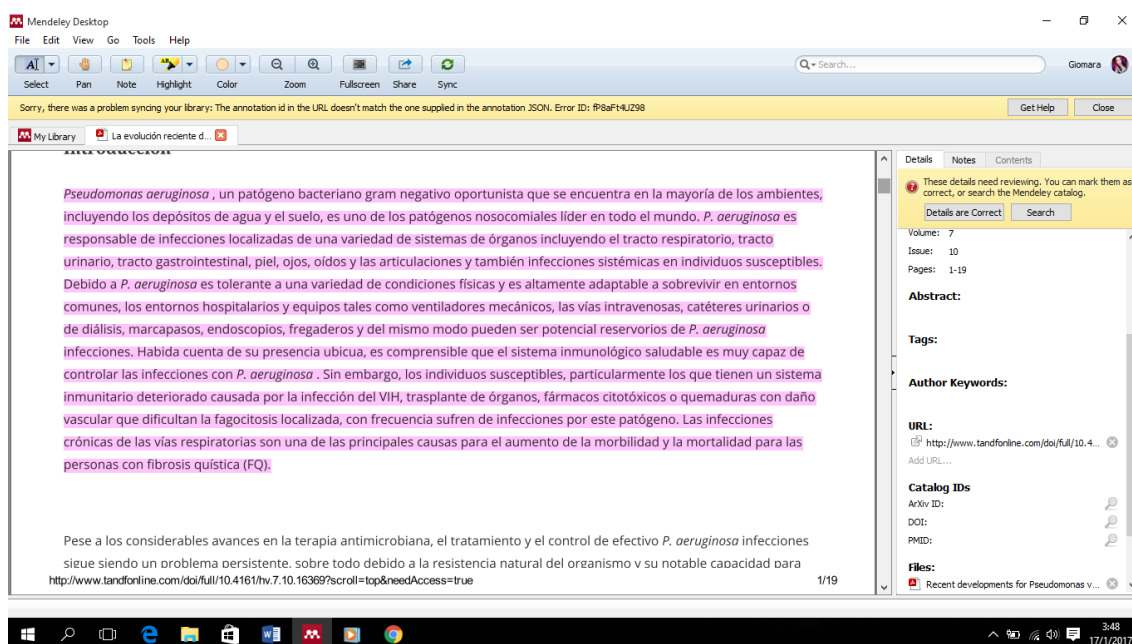 Mendeley Desktop
File Edit View Go Tools Help
Select Pan Note Highlight Color Zoom Fullscreen Share Sync
Search...
Giomara
Sorry, there was a problem syncing your library: The annotation id in the URL doesn't match the one supplied in the annotation JSON. Error ID: fP8aFt4UZ98
Get Help Close
My Library La evolución reciente d...
Introducción
Pseudomonas aeruginosa , un patógeno bacteriano gram negativo oportunista que se encuentra en la mayoría de los ambientes,
incluyendo los depósitos de agua y el suelo, es uno de los patógenos nosocomiales líder en todo el mundo. P. aeruginosa es
responsable de infecciones localizadas de una variedad de sistemas de órganos incluyendo el tracto respiratorio, tracto
urinario, tracto gastrointestinal, piel, ojos, oídos y las articulaciones y también infecciones sistémicas en individuos susceptibles.
Debido a P. aeruginosa es tolerante a una variedad de condiciones físicas y es altamente adaptable a sobrevivir en entornos
comunes, los entornos hospitalarios y equipos tales como ventiladores mecánicos, las vías intravenosas, catéteres urinarios o
de diálisis, marcapasos, endoscopios, fregaderos y del mismo modo pueden ser potencial reservorios de P. aeruginosa
infecciones. Habida cuenta de su presencia ubicua, es comprensible que el sistema inmunológico saludable es muy capaz de
controlar las infecciones con P. aeruginosa . Sin embargo, los individuos susceptibles, particularmente los que tienen un sistema
inmunitario deteriorado causada por la infección del VIH, trasplante de órganos, fármacos citotóxicos o quemaduras con daño
vascular que dificultan la fagocitosis localizada, con frecuencia sufren de infecciones por este patógeno. Las infecciones
crónicas de las vías respiratorias son una de las principales causas para el aumento de la morbilidad y la mortalidad para las
personas con fibrosis quística (FQ).
Pese a los considerables avances en la terapia antimicrobiana, el tratamiento y el control de efectivo P. aeruginosa infecciones
sigue siendo un problema persistente, sobre todo debido a la resistencia natural del organismo y su notable capacidad para
http://www.tandfonline.com/doi/full/10.4161/hv.7.10.16369?scroll=top&needAccess=true 1/19
Details Notes Contents
These details need reviewing. You can mark them as
correct, or search the Mendeley catalog.
Details are Correct Search
Volume: 7
Issue: 10
Pages: 1-19
Abstract:
Tags:
Author Keywords:
URL:
http://www.tandfonline.com/doi/full/10.4...
Add URL...
Catalog IDs
ArXiv ID:
DOI:
PMID:
Files:
Recent developments for Pseudomonas v...
3:48
17/1/2017